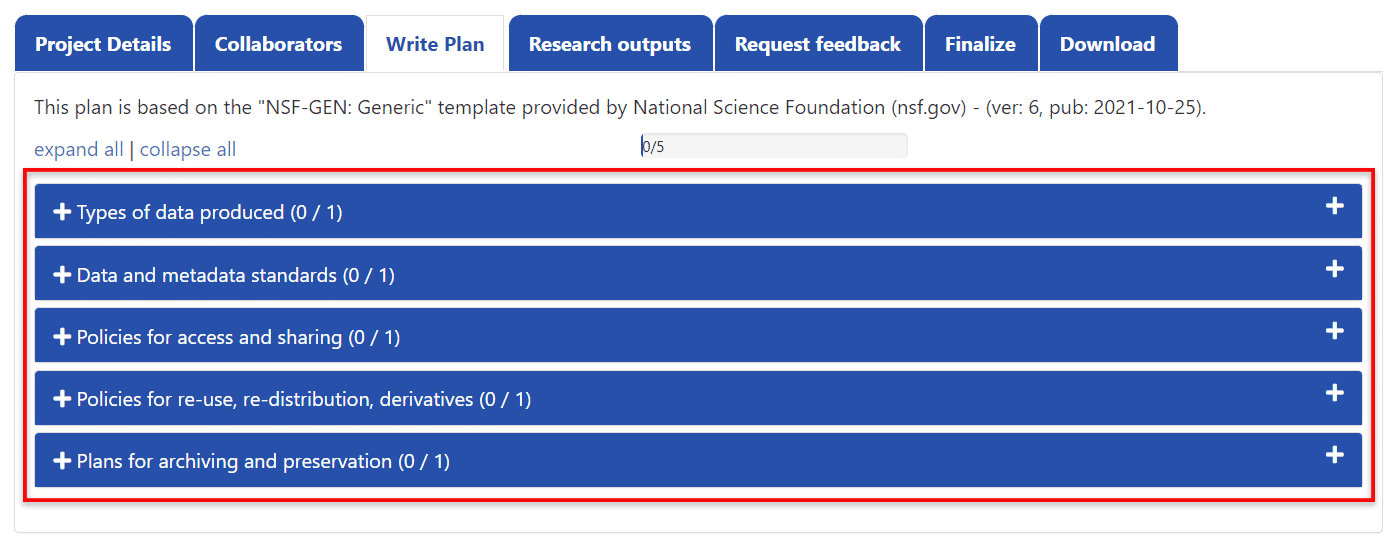 Project Details Collaborators Write Plan Research outputs Request feedback Finalize Download
This plan is based on the "NSF-GEN: Generic" template provided by National Science Foundation (nsf.gov) - (ver: 6, pub: 2021-10-25).
expand all | collapse all 0/5
Types of data produced (0 / 1)
Data and metadata standards (0 / 1)
Policies for access and sharing (0 / 1)
Policies for re-use, re-distribution, derivatives (0 / 1)
Plans for archiving and preservation (0 / 1)